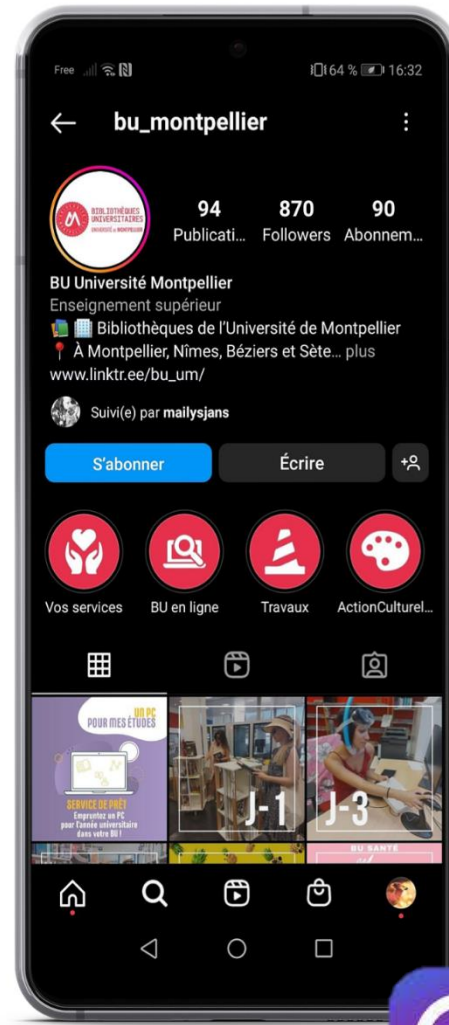 Free 64 % 16:32
bu_montpellier
BIBLIOTHÈQUES
UNIVERSITAIRES
UNIVERSITÉ DE MONTPELLIER
94 870 90
Publicati... Followers Abonnem...
BU Université Montpellier
Enseignement supérieur
Bibliothèques de l'Université de Montpellier
À Montpellier, Nîmes, Béziers et Sète... plus
www.linktr.ee/bu_um/
Suivi(e) par mailysjans
S'abonner Écrire
Vos services BU en ligne Travaux ActionCulturel...
UN PC
POUR MES ÉTUDES
SERVICE DE PRÊT
Empruntez un PC
pour l'année universitaire
dans votre BU !
J-1 J-3
BU SANTÉ